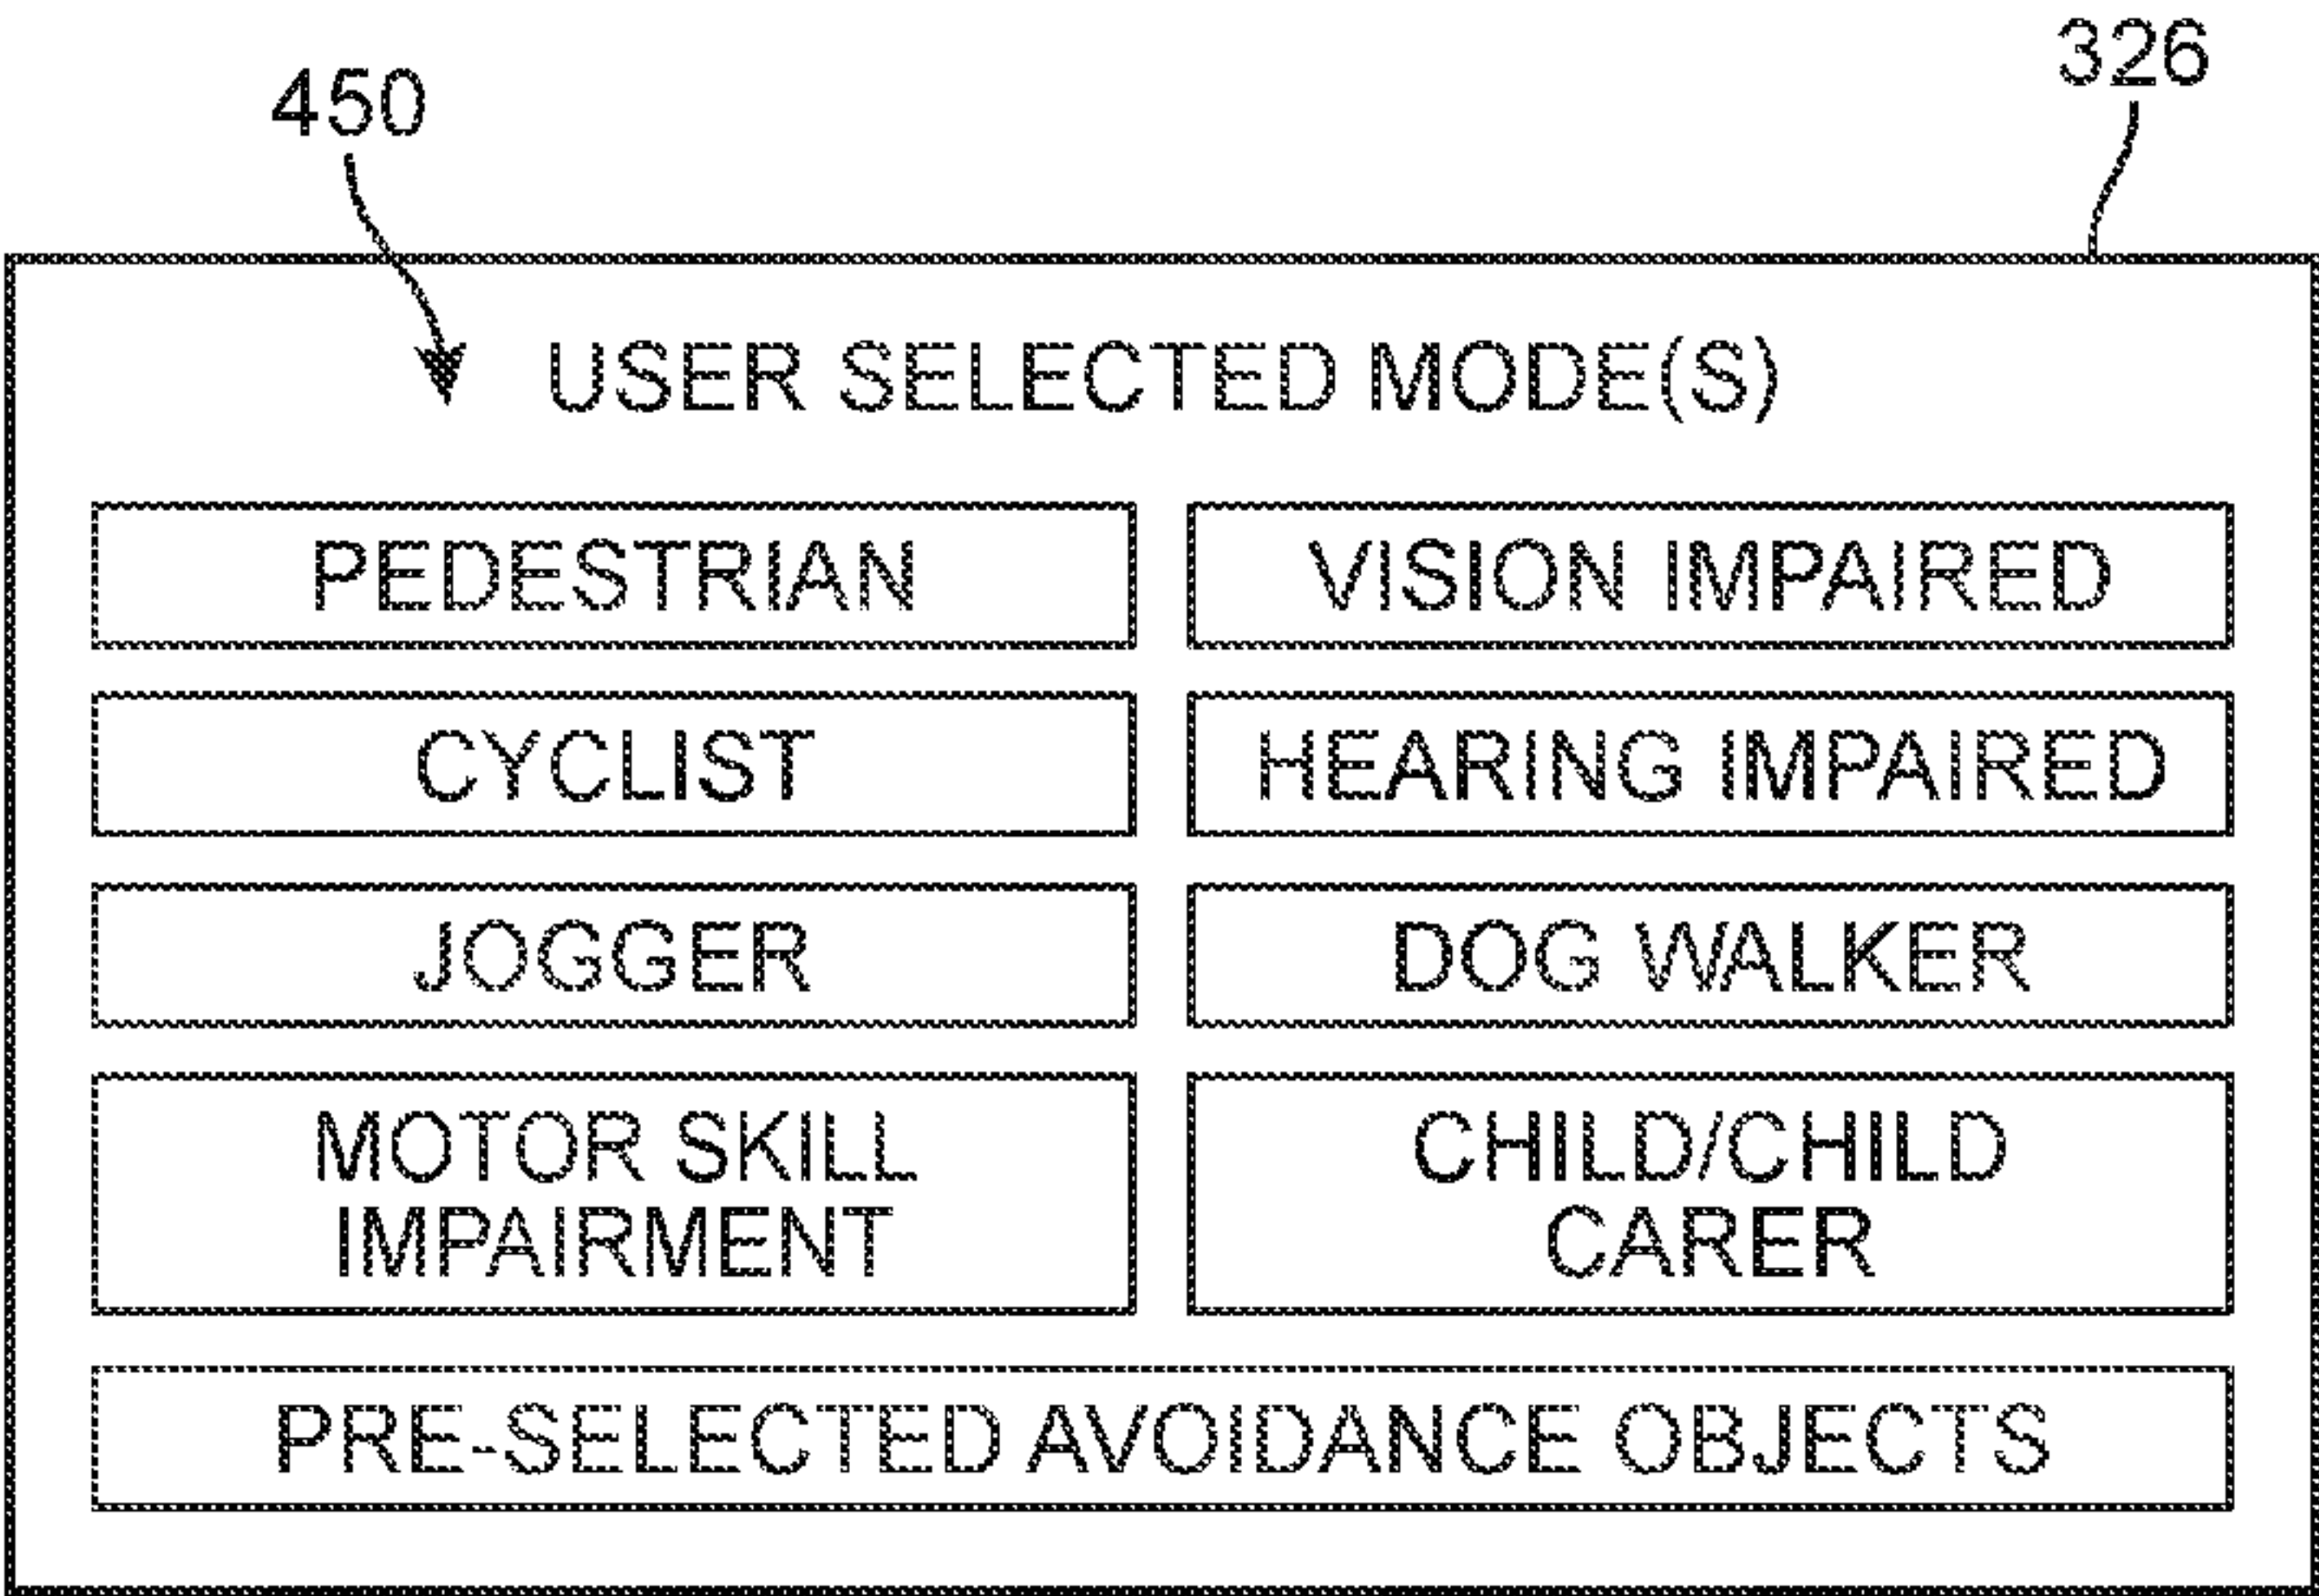 326
450
USER SELECTED MODE(S)
PEDESTRIAN
VISION IMPAIRED
CYCLIST
HEARING IMPAIRED
JOGGER
DOG WALKER
MOTOR SKILL
IMPAIRMENT
CHILD/CHILD
CARER
PRE-SELECTED AVOIDANCE OBJECTS